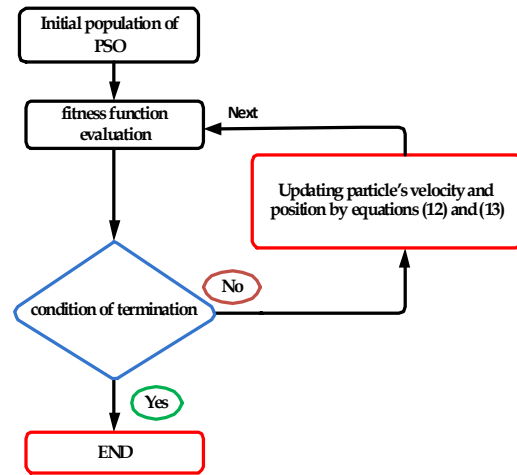 Initial population of
PSO
fitness function
evaluation
Next
Updating particle's velocity and
position by equations (12) and (13)
condition of termination
No
Yes
END